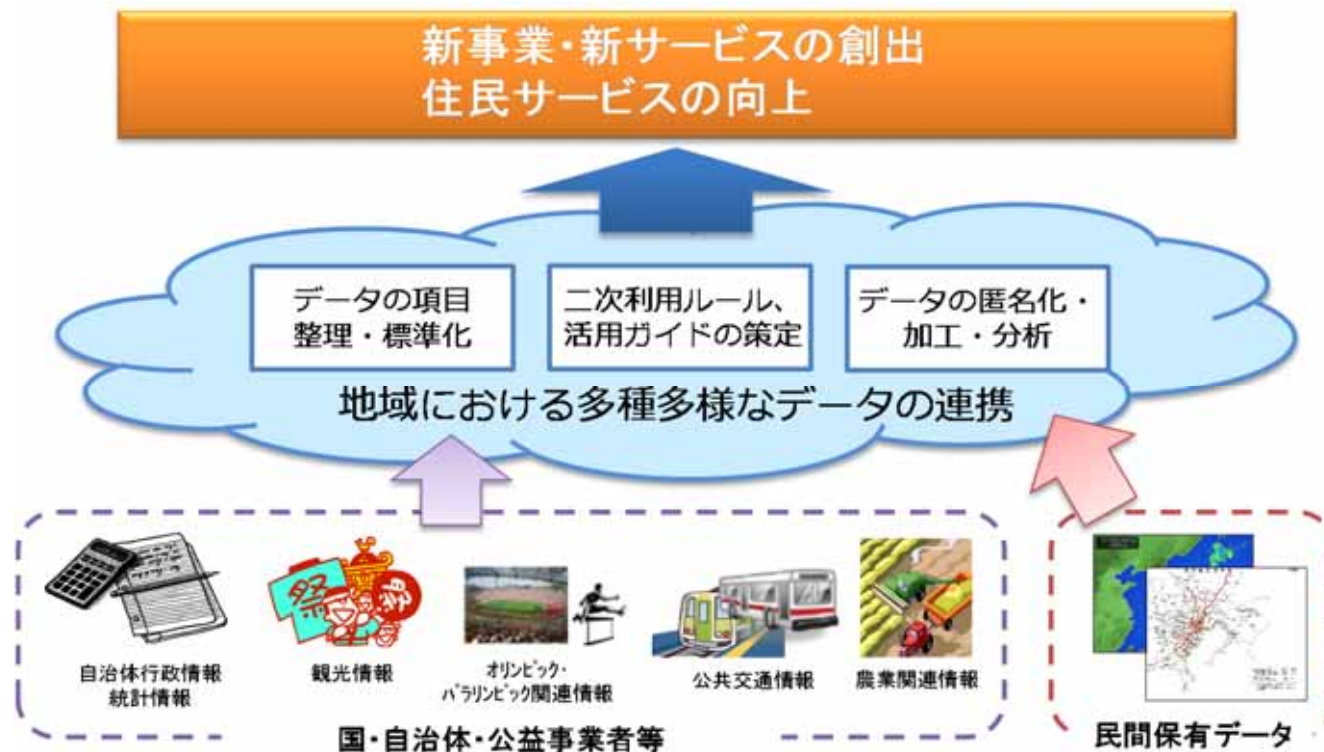 新事業・新サービスの創出
住民サービスの向上
データの項目
整理・標準化
二次利用ルール、
活用ガイドの策定
データの匿名化・
加工・分析
地域における多種多様なデータの連携
祭
自治体行政情報
統計情報
観光情報
オリンピック・
パラリンピック関連情報
公共交通情報
農業関連情報
国・自治体・公益事業者等
民間保有データ